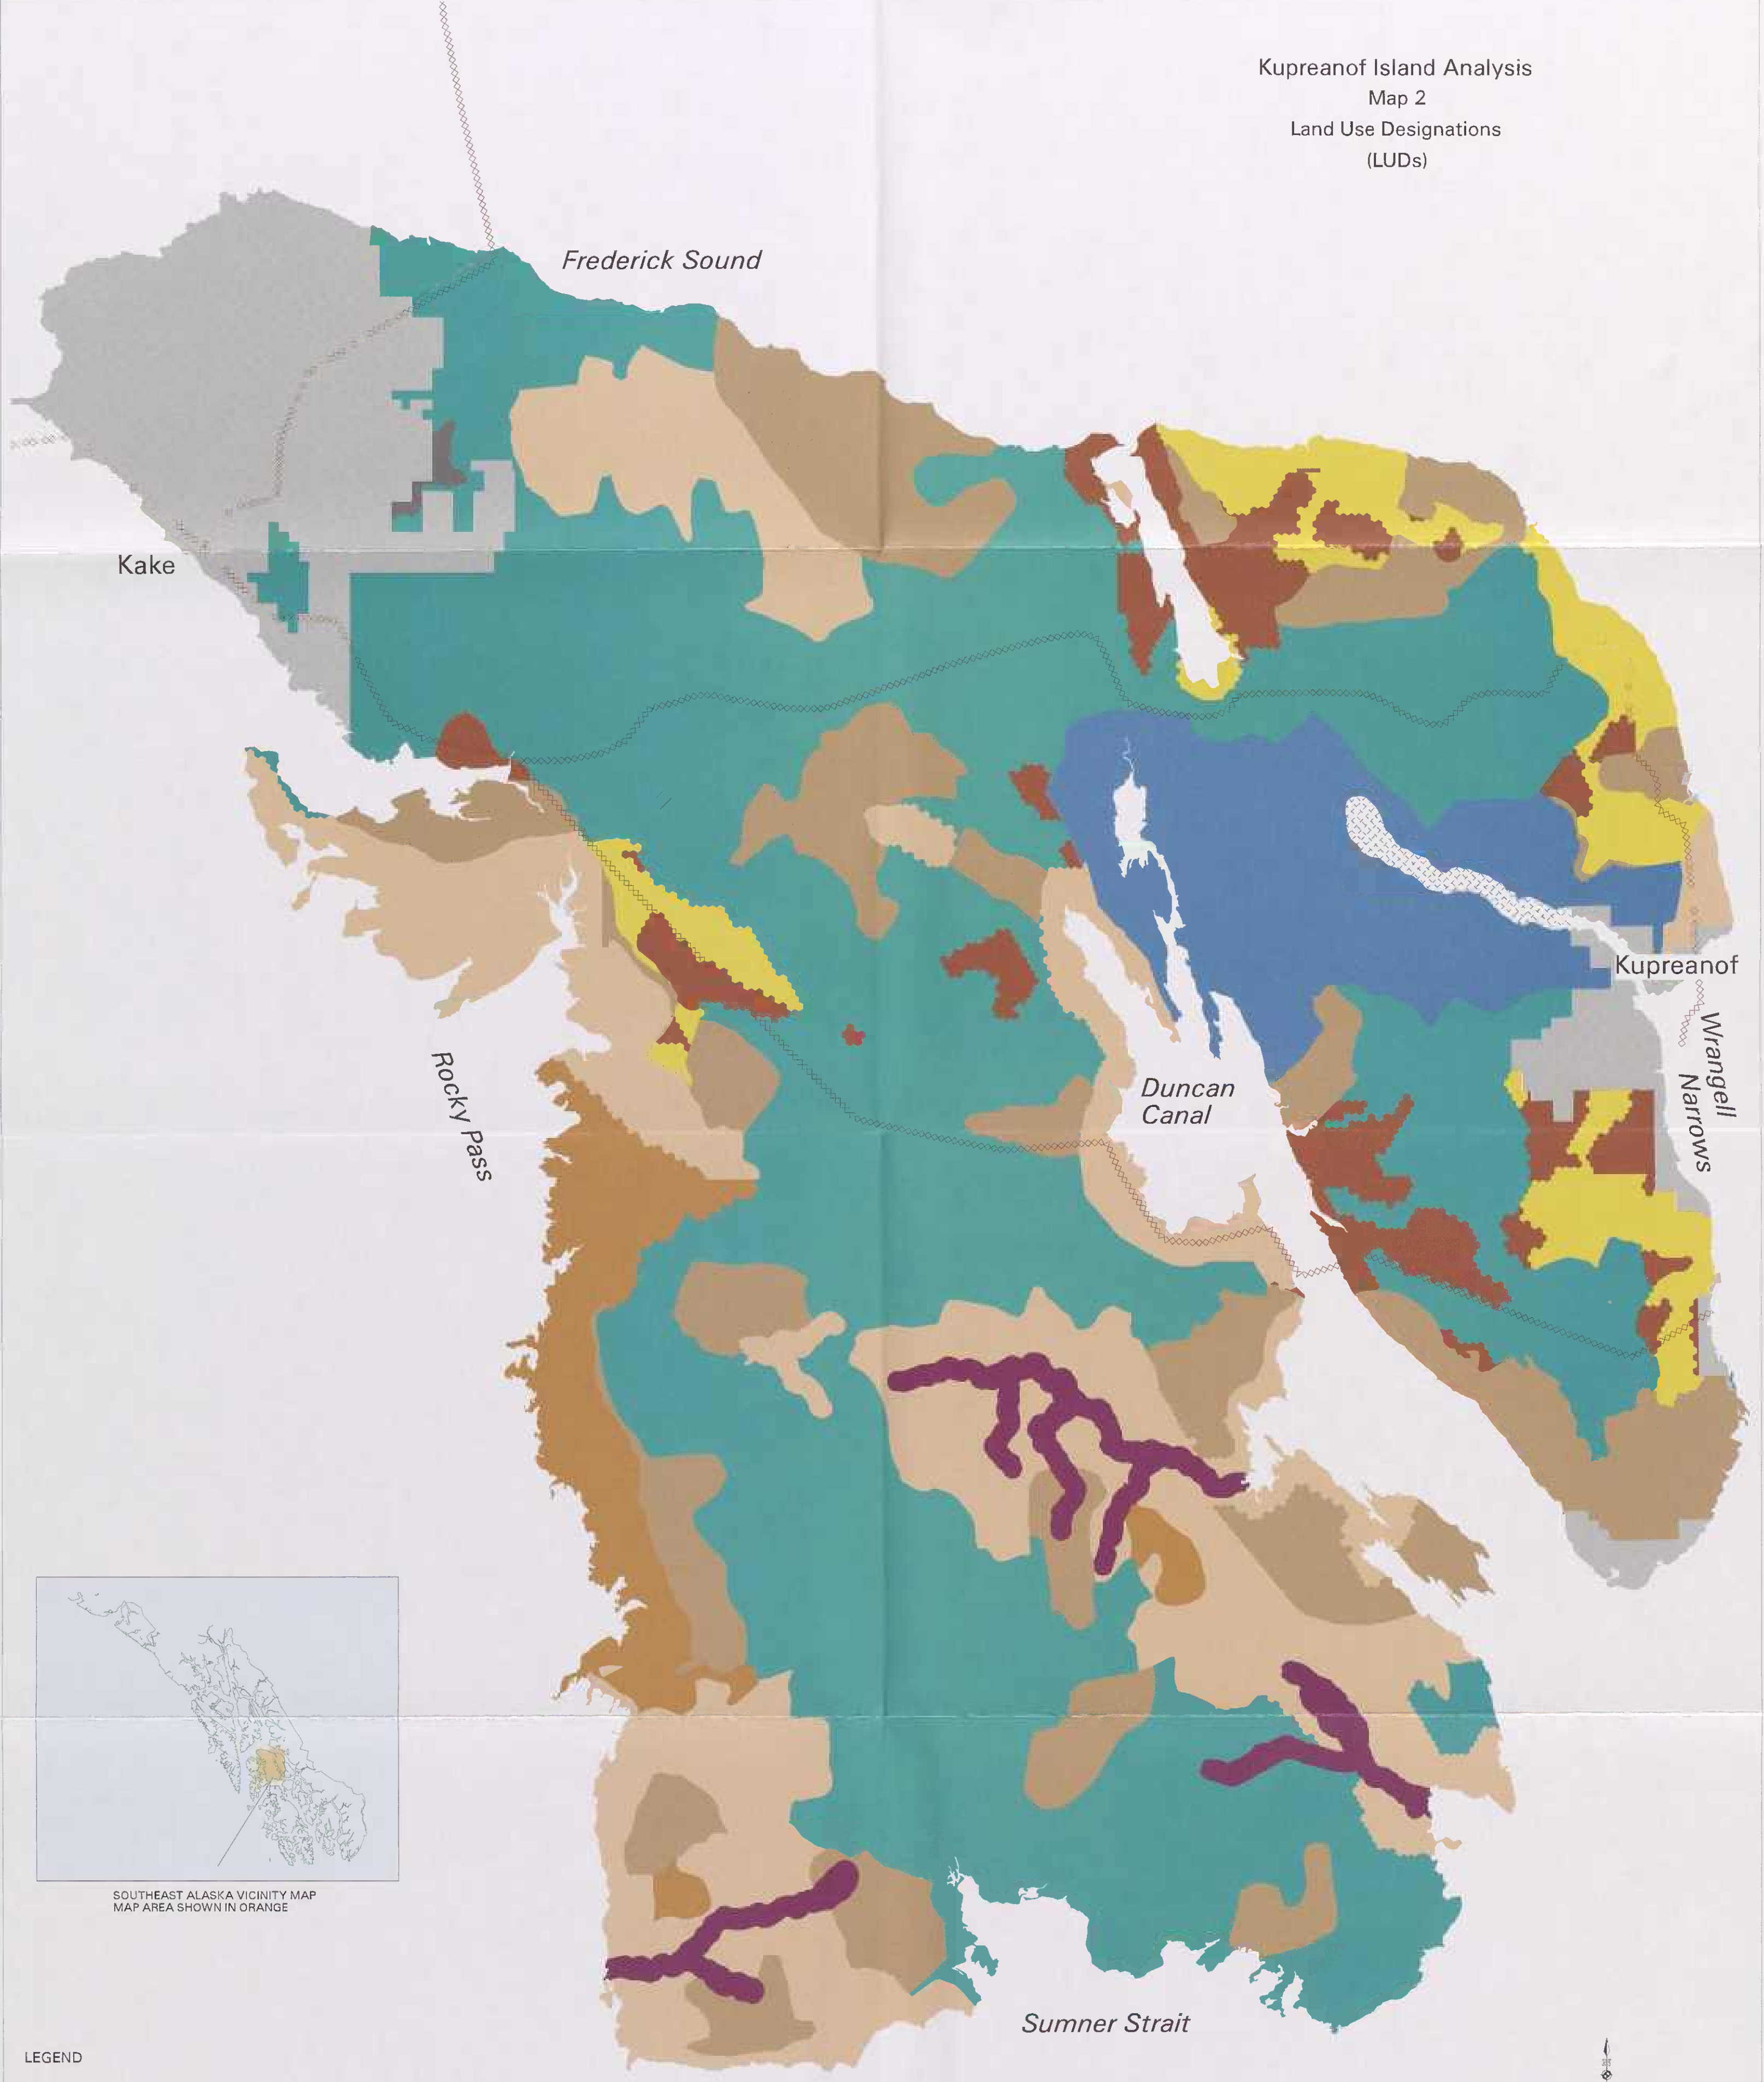 Kupreanof Island Analysis
Map 2
Land Use Designations
(LUDs)
Frederick Sound
Kake
Kupreanof
Wrangell
Narrows
Rocky Pass
Duncan
Canal
SOUTHEAST ALASKA VICINITY MAP
MAP AREA SHOWN IN ORANGE
Sumner Strait
LEGEND